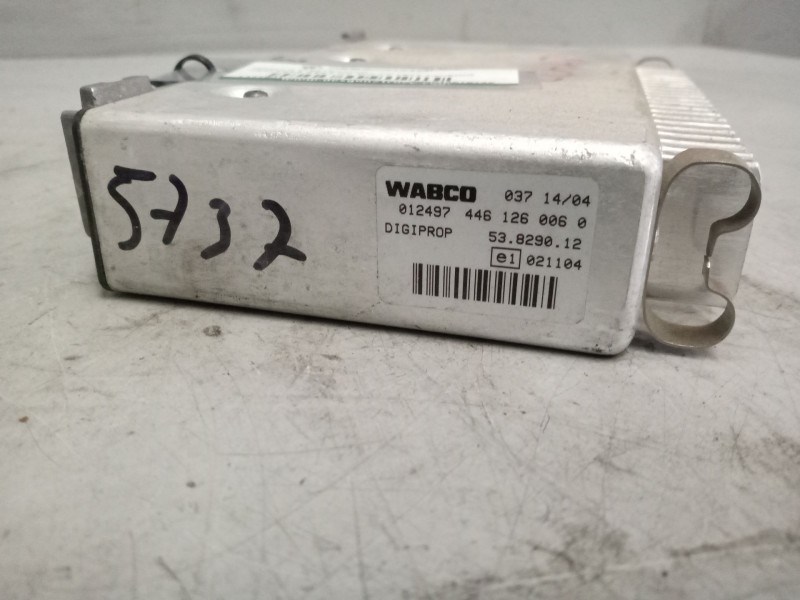 5732
WABCO 037 14/04
012497 446 126 006 0
DIGIPROP 53.8290.12
e1 021104